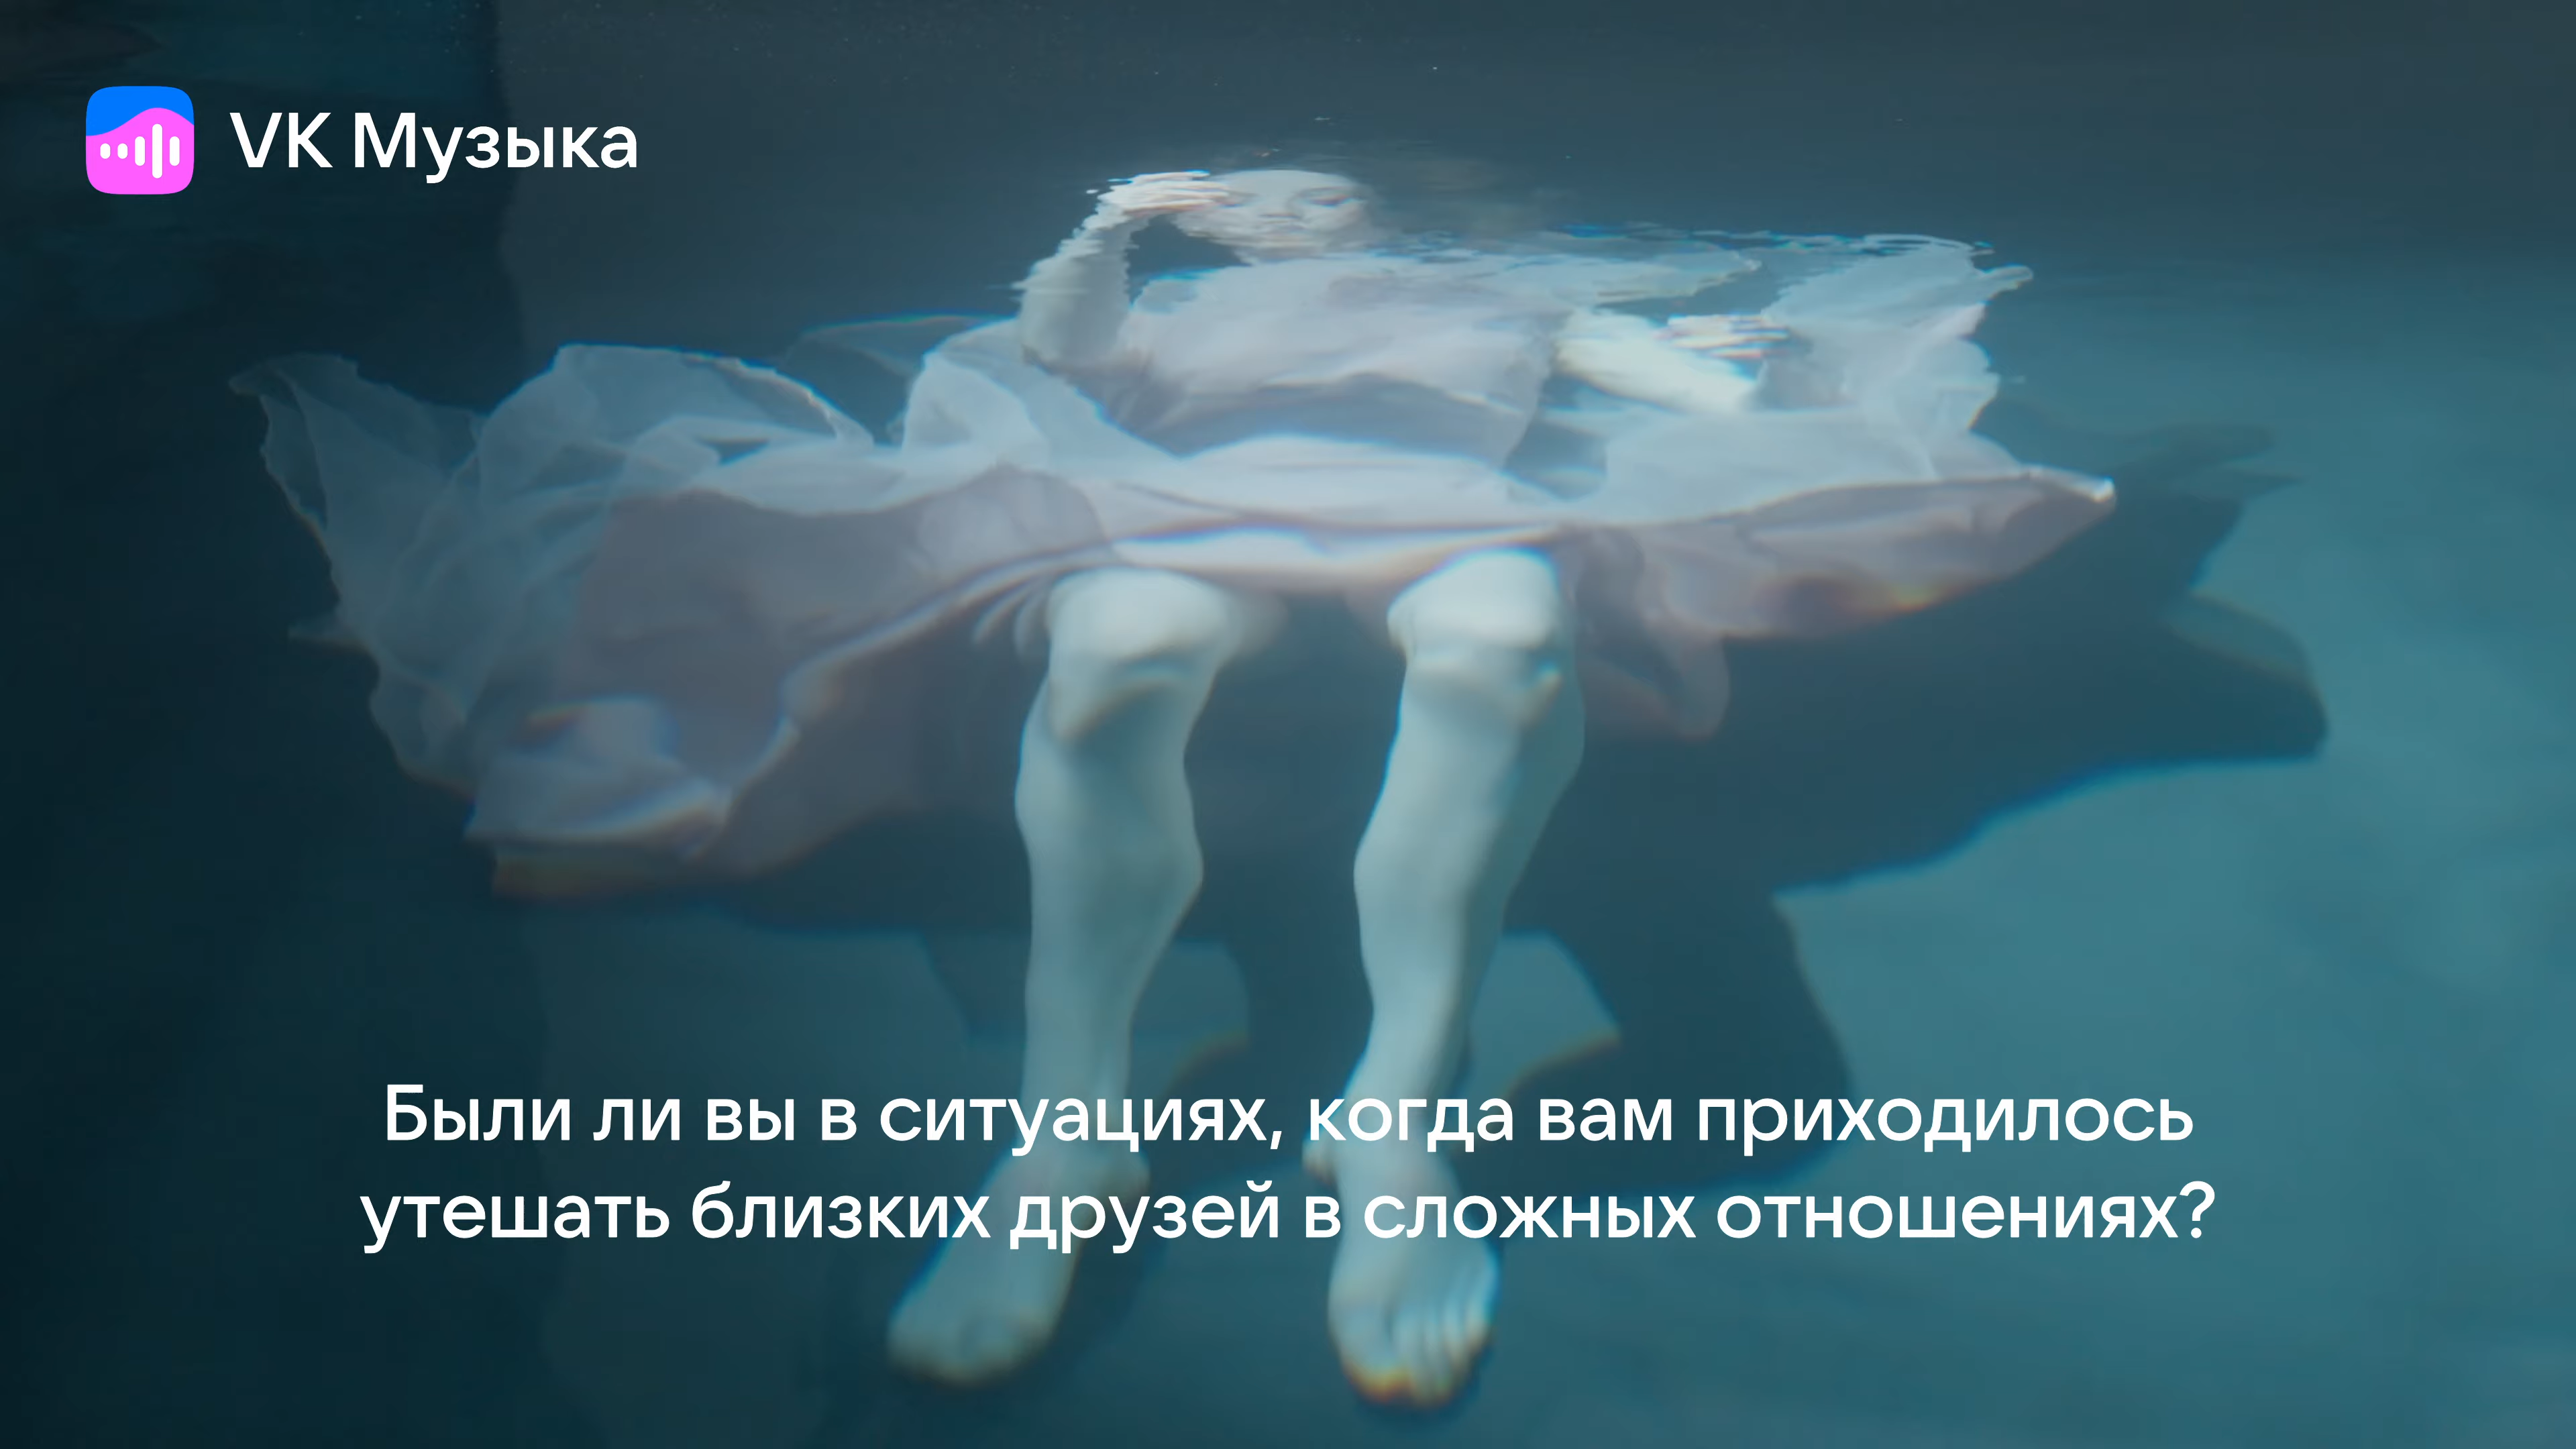 VK Музыка
Были ли вы в ситуациях, когда вам приходилось
утешать близких друзей в сложных отношениях?